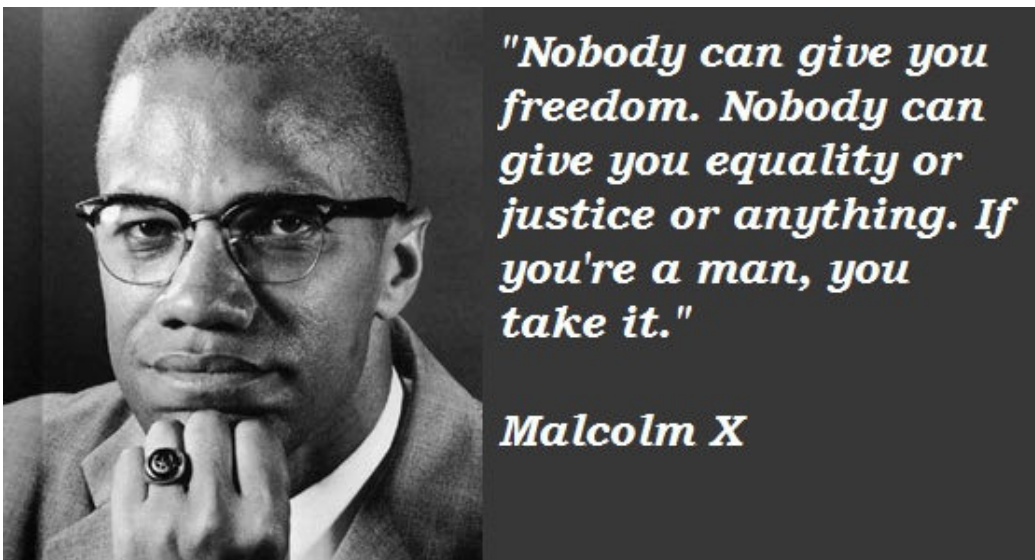 "Nobody can give you
freedom. Nobody can
give you equality or
justice or anything. If
you're a man, you
take it."
Malcolm X